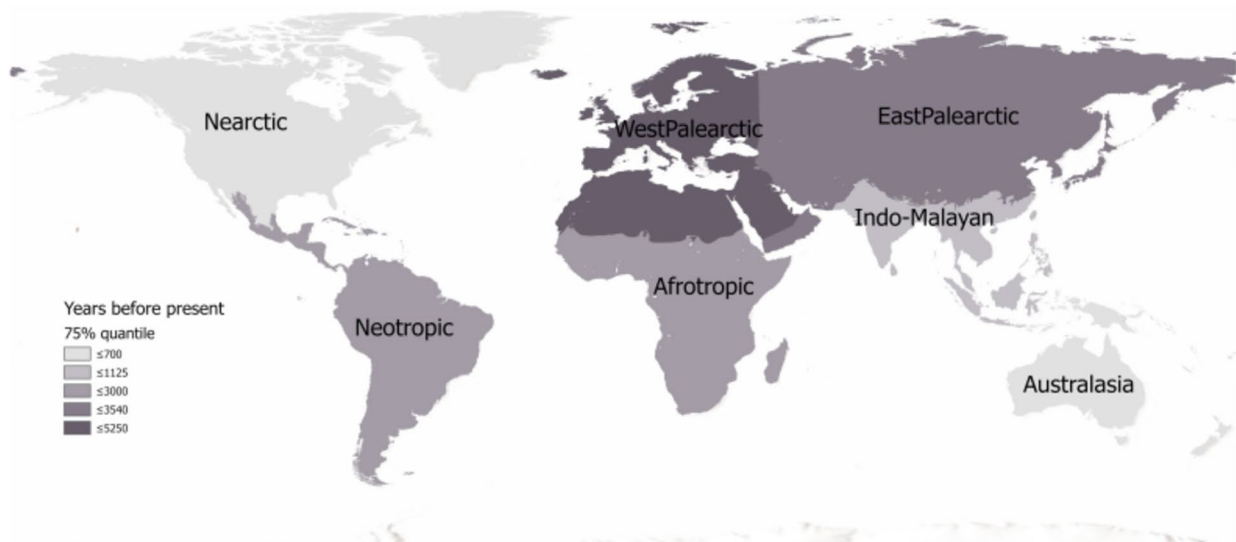 Nearctic
WestPalearctic
EastPalearctic
Indo-Malayan
Afrotropic
Neotropic
Australasia
Years before present
75% quantile
≤700
≤1125
≤3000
≤3540
≤5250